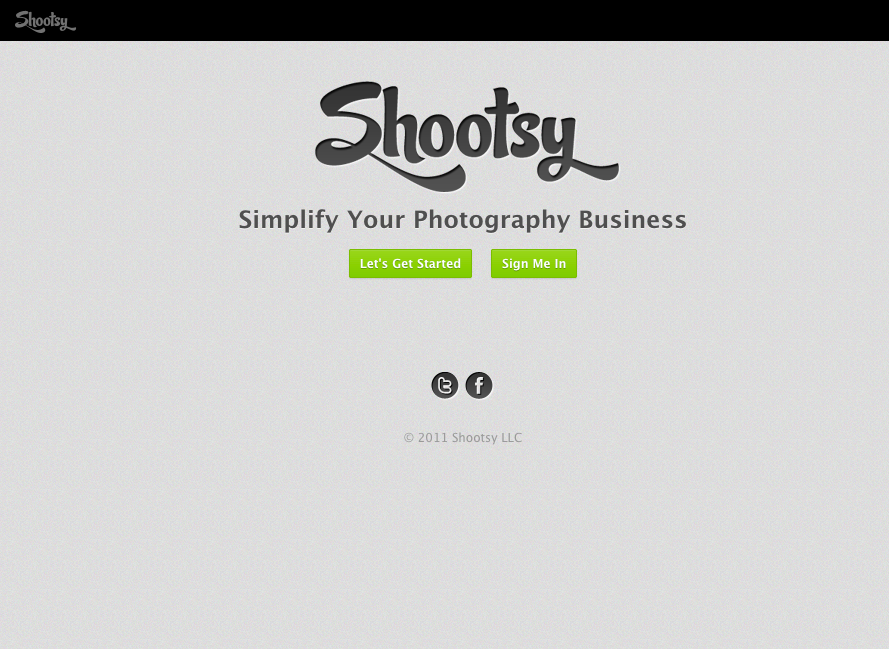 Shootsy
Shootsy
Simplify Your Photography Business
Let's Get Started
Sign Me In
© 2011 Shootsy LLC